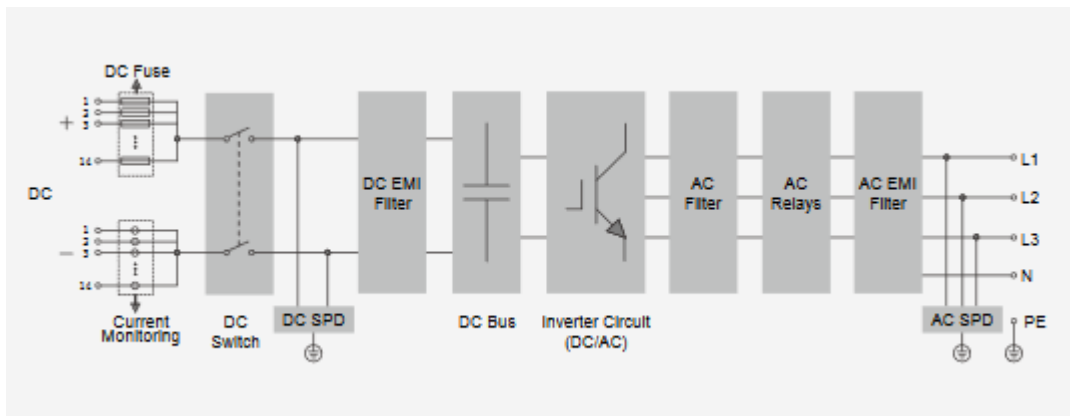 DC Fuse
+
1
2
3
14
DC
−
1
2
3
14
Current
Monitoring
DC
Switch
DC SPD
DC EMI
Filter
DC Bus
Inverter Circuit
(DC/AC)
AC
Filter
AC
Relays
AC EMI
Filter
AC SPD
L1
L2
L3
N
PE